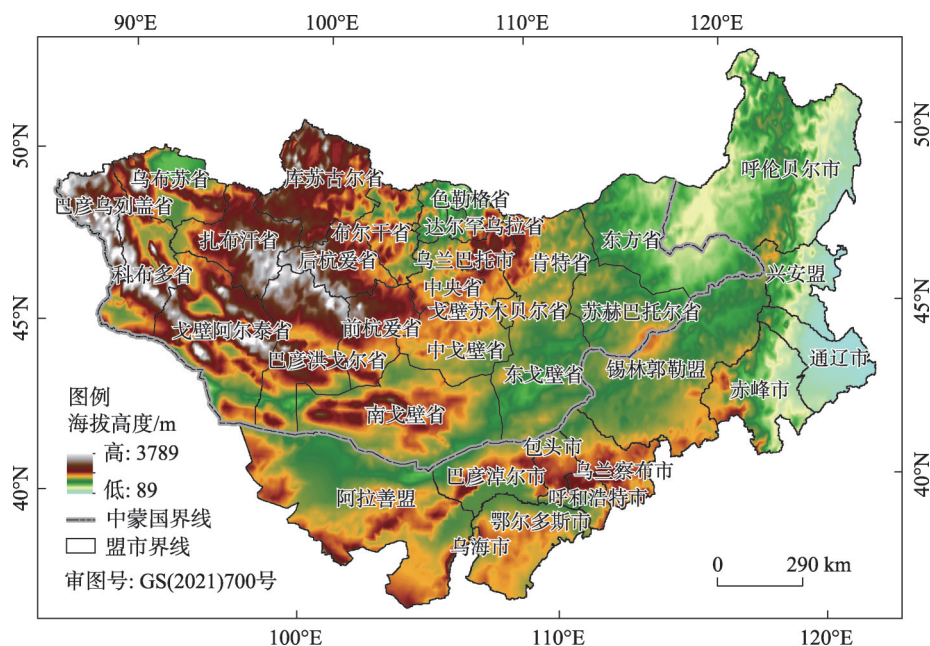 90°E 100°E 110°E 120°E
50°N 50°N
45°N 45°N
40°N 40°N
呼伦贝尔市
乌布苏省
库苏古尔省
巴彦乌列盖省
色勒格省
扎布汗省
布尔干省
达尔罕乌拉省
东方省
后杭爱省
乌兰巴托市
肯特省
科布多省
中央省
兴安盟
戈壁阿尔泰省
前杭爱省
戈壁苏木贝尔省
苏赫巴托尔省
巴彦洪戈尔省
中戈壁省
东戈壁省
锡林郭勒盟
通辽市
赤峰市
南戈壁省
包头市
巴彦淖尔市
乌兰察布市
阿拉善盟
呼和浩特市
鄂尔多斯市
乌海市
图例
海拔高度/m
高: 3789
低: 89
中蒙国界线
盟市界线
审图号: GS(2021)700号
0 290 km
100°E 110°E 120°E